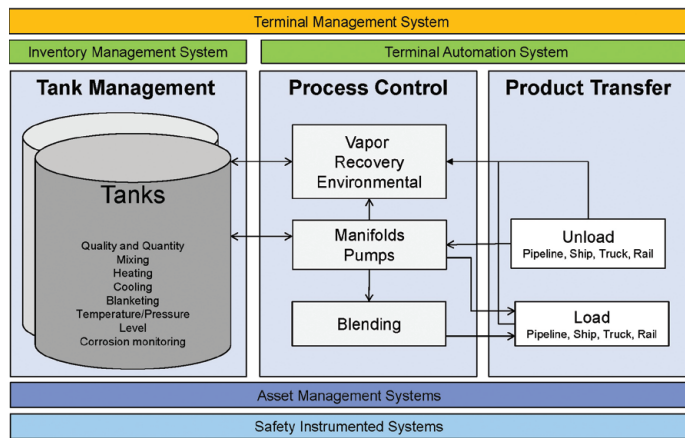 Terminal Management System
Inventory Management System
Terminal Automation System
Tank Management
Process Control
Product Transfer
Tanks
Quality and Quantity
Mixing
Heating
Cooling
Blanketing
Temperature/Pressure
Level
Corrosion monitoring
Vapor
Recovery
Environmental
Manifolds
Pumps
Blending
Unload
Pipeline, Ship, Truck, Rail
Load
Pipeline, Ship, Truck, Rail
Asset Management Systems
Safety Instrumented Systems